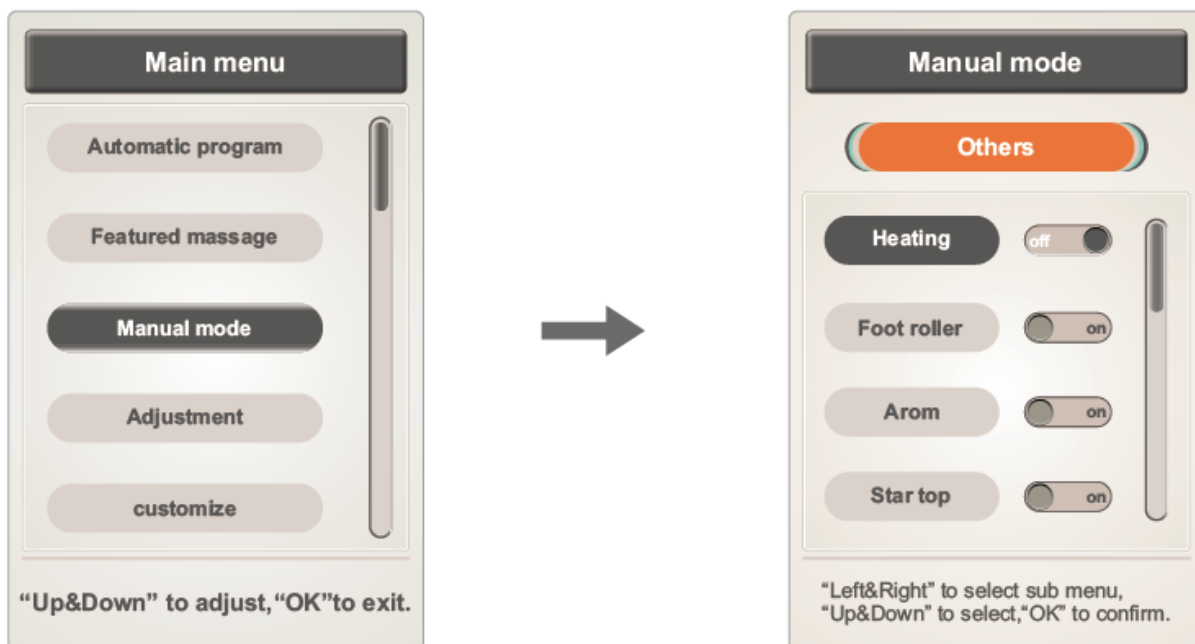 Main menu
Automatic program
Featured massage
Manual mode
Adjustment
customize
“Up&Down” to adjust,“OK”to exit.
Manual mode
Others
Heating off
Foot roller on
Arom on
Star top on
“Left&Right” to select sub menu,
“Up&Down” to select,“OK” to confirm.